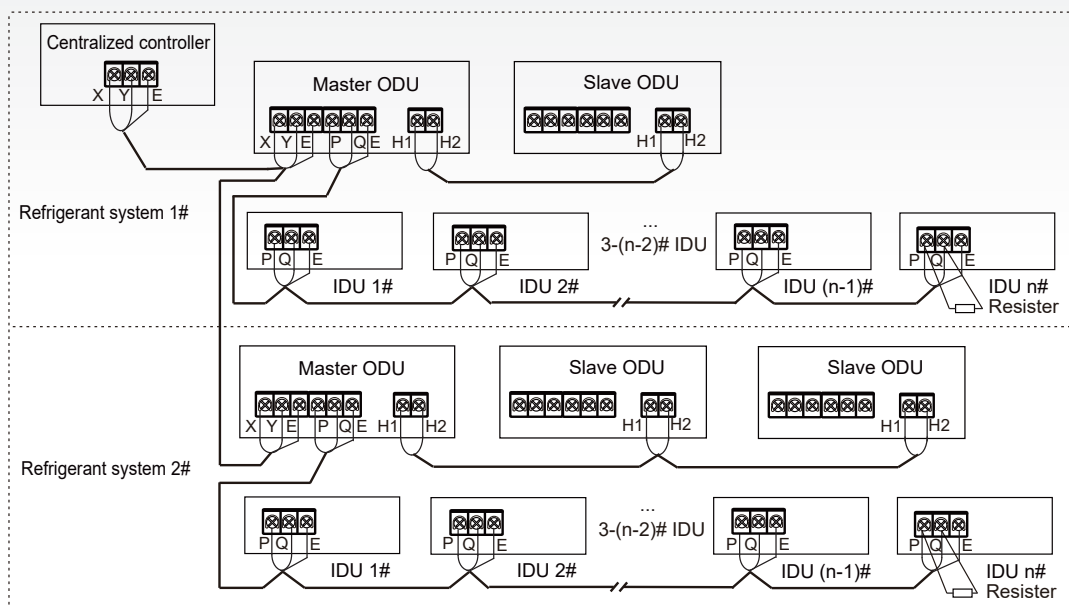 Centralized controller
X Y E
Master ODU
X Y E P Q E H1 H2
Slave ODU
H1 H2
Refrigerant system 1#
P Q E
IDU 1#
P Q E
IDU 2#
...
3-(n-2)# IDU
P Q E
IDU (n-1)#
P Q E
IDU n#
Resister
Master ODU
X Y E P Q E H1 H2
Slave ODU
H1 H2
Slave ODU
H1 H2
Refrigerant system 2#
P Q E
IDU 1#
P Q E
IDU 2#
...
3-(n-2)# IDU
P Q E
IDU (n-1)#
P Q E
IDU n#
Resister